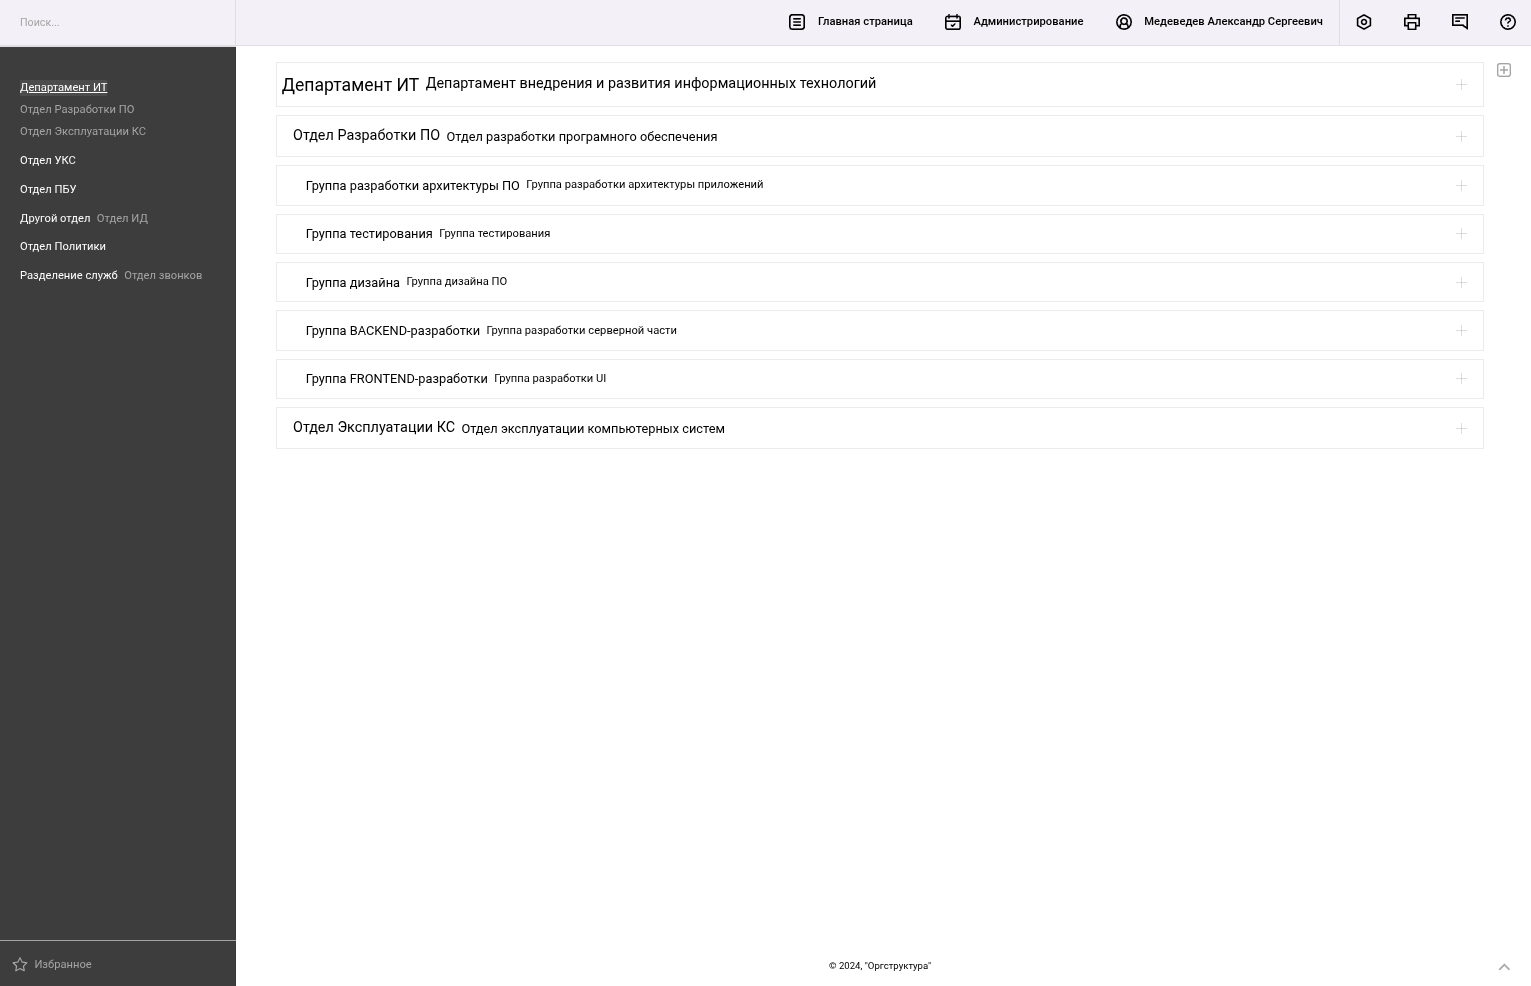 Поиск...
Главная страница
Администрирование
Медеведев Александр Сергеевич
Департамент ИТ
Отдел Разработки ПО
Отдел Эксплуатации КС
Отдел УКС
Отдел ПБУ
Другой отдел Отдел ИД
Отдел Политики
Разделение служб Отдел звонков
Избранное
Департамент ИТ Департамент внедрения и развития информационных технологий
Отдел Разработки ПО Отдел разработки програмного обеспечения
Группа разработки архитектуры ПО Группа разработки архитектуры приложений
Группа тестирования Группа тестирования
Группа дизайна Группа дизайна ПО
Группа BACKEND-разработки Группа разработки серверной части
Группа FRONTEND-разработки Группа разработки UI
Отдел Эксплуатации КС Отдел эксплуатации компьютерных систем
© 2024, "Оргструктура"